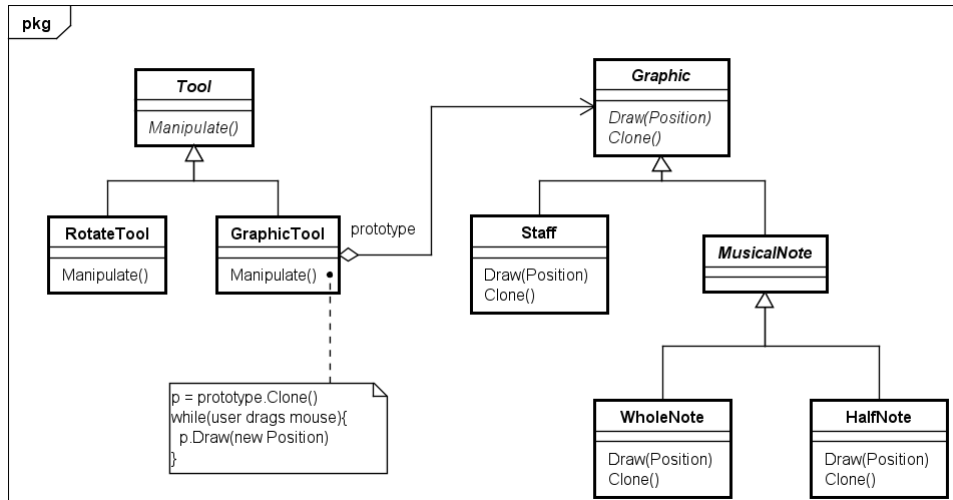 pkg
Tool
Manipulate()
Graphic
Draw(Position)
Clone()
RotateTool
Manipulate()
GraphicTool
Manipulate()
prototype
Staff
Draw(Position)
Clone()
MusicalNote
p = prototype.Clone()
while(user drags mouse){
p.Draw(new Position)
}
WholeNote
Draw(Position)
Clone()
HalfNote
Draw(Position)
Clone()